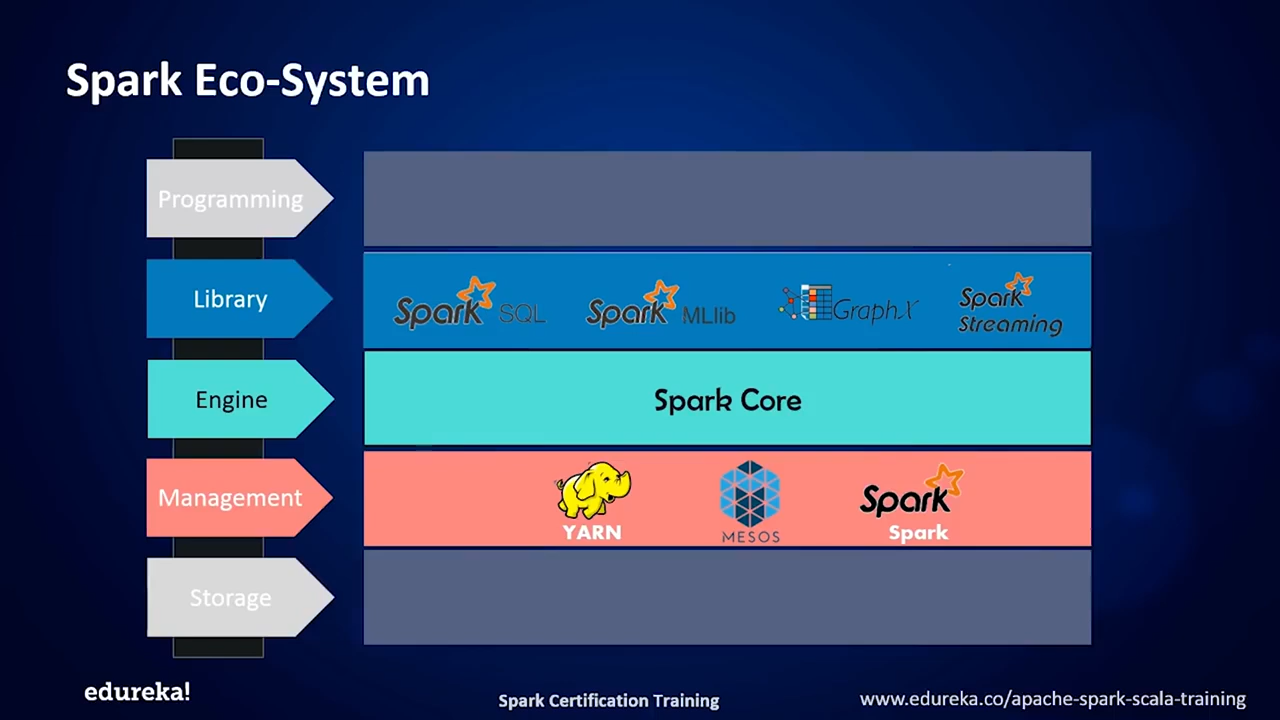 Spark Eco-System
Programming
Library
Spark SQL
Spark MLlib
GraphX
Spark
Streaming
Engine
Spark Core
Management
YARN
MESOS
Spark
Spark
Storage
edureka!
Spark Certification Training
www.edureka.co/apache-spark-scala-training